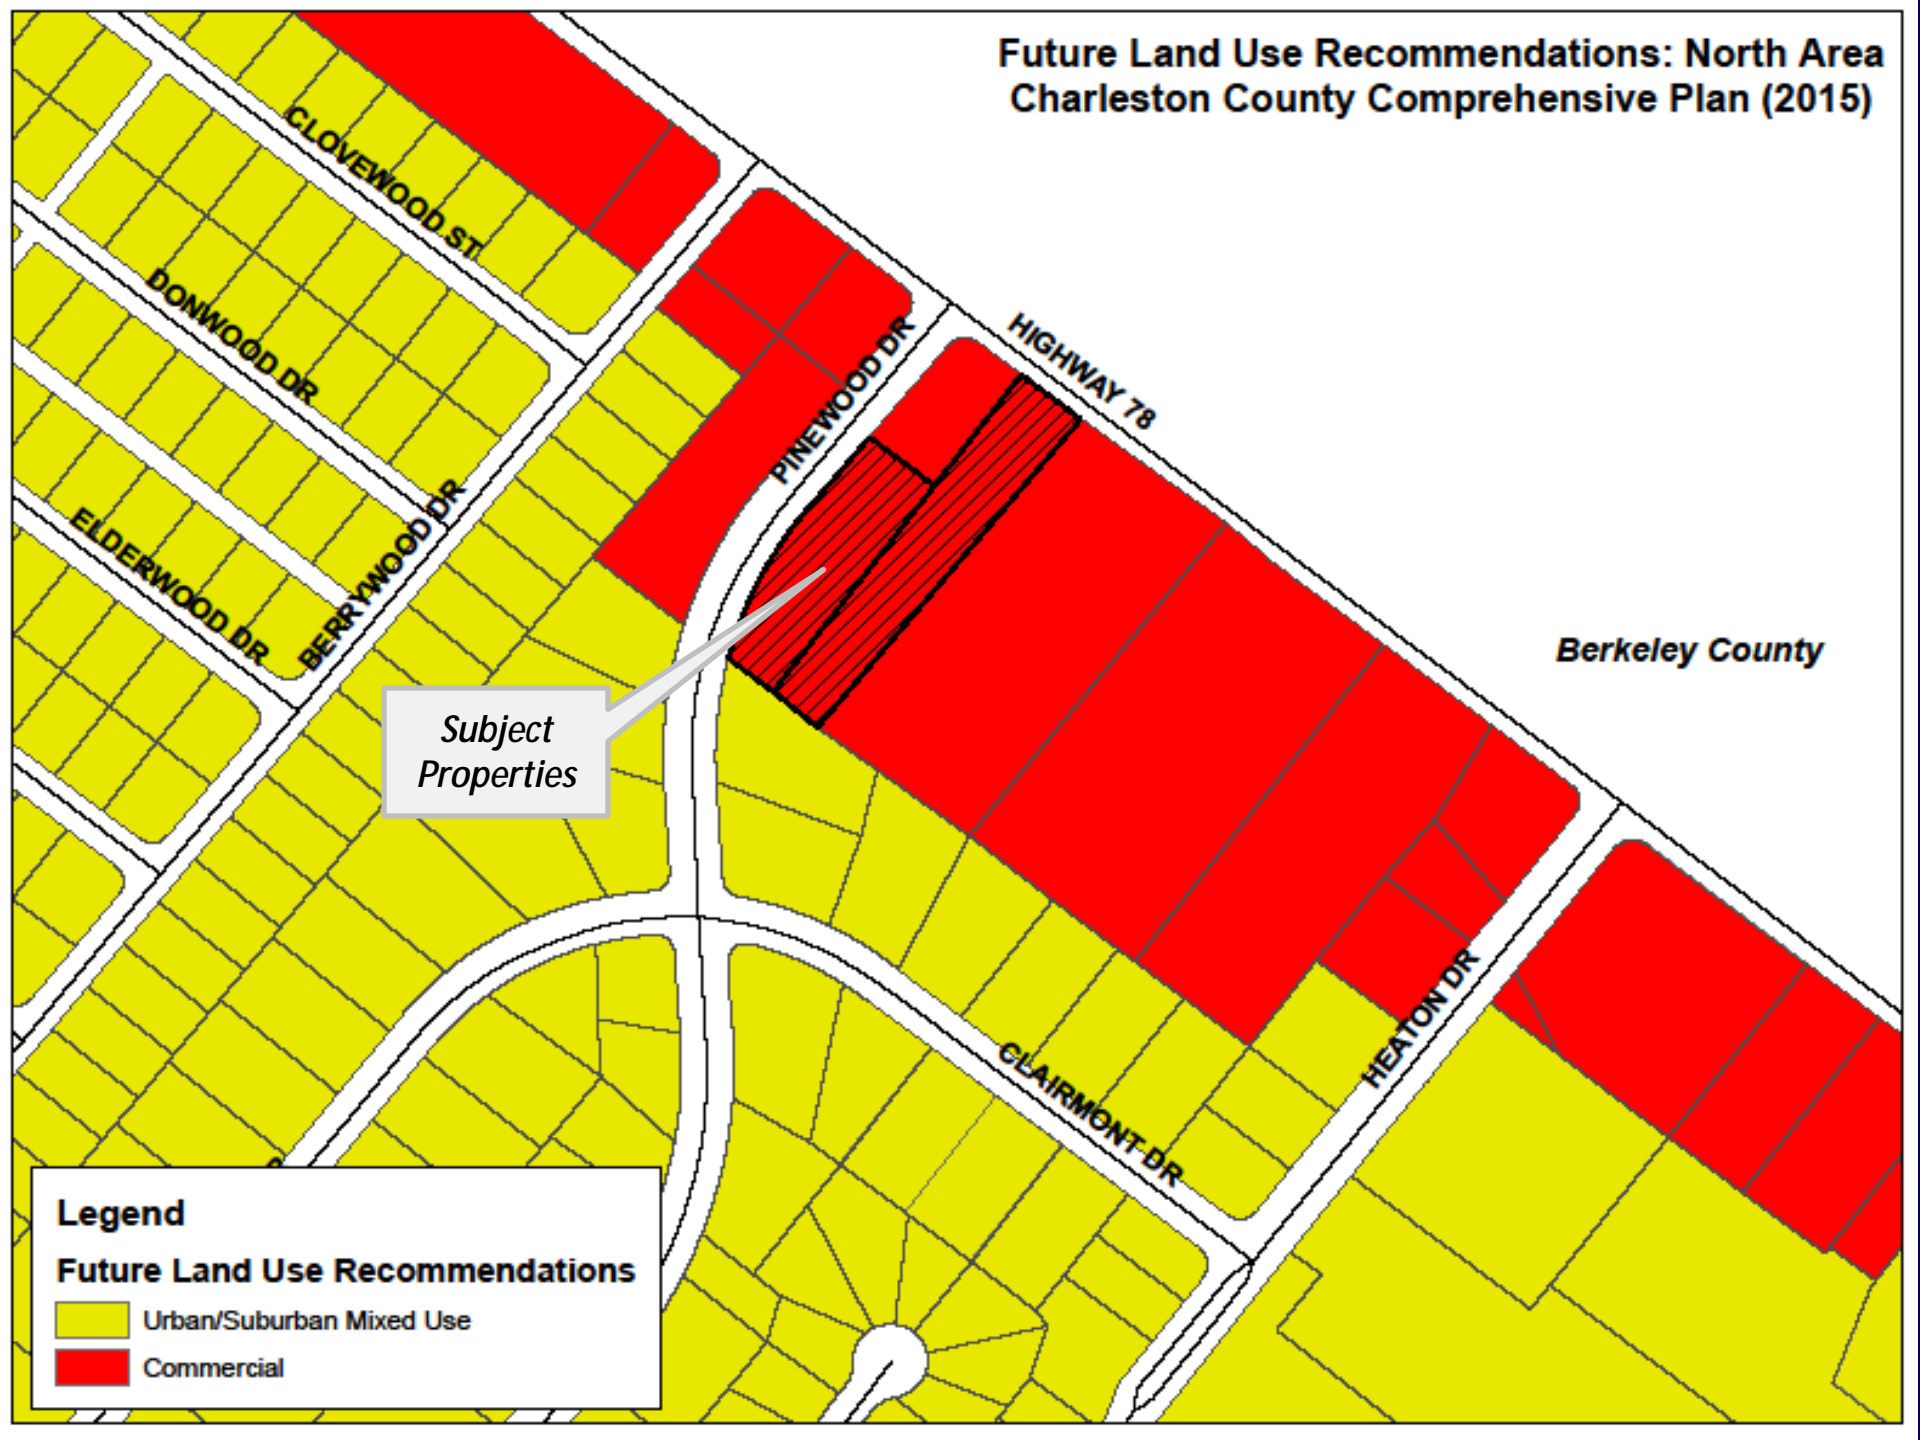 Future Land Use Recommendations: North Area
Charleston County Comprehensive Plan (2015)
CLOVEWOOD ST
DONWOOD DR
ELDERWOOD DR
BERRYWOOD DR
PINEWOOD DR
HIGHWAY 78
Berkeley County
Subject
Properties
HEATON DR
CLAIRMONT DR
Legend
Future Land Use Recommendations
Urban/Suburban Mixed Use
Commercial